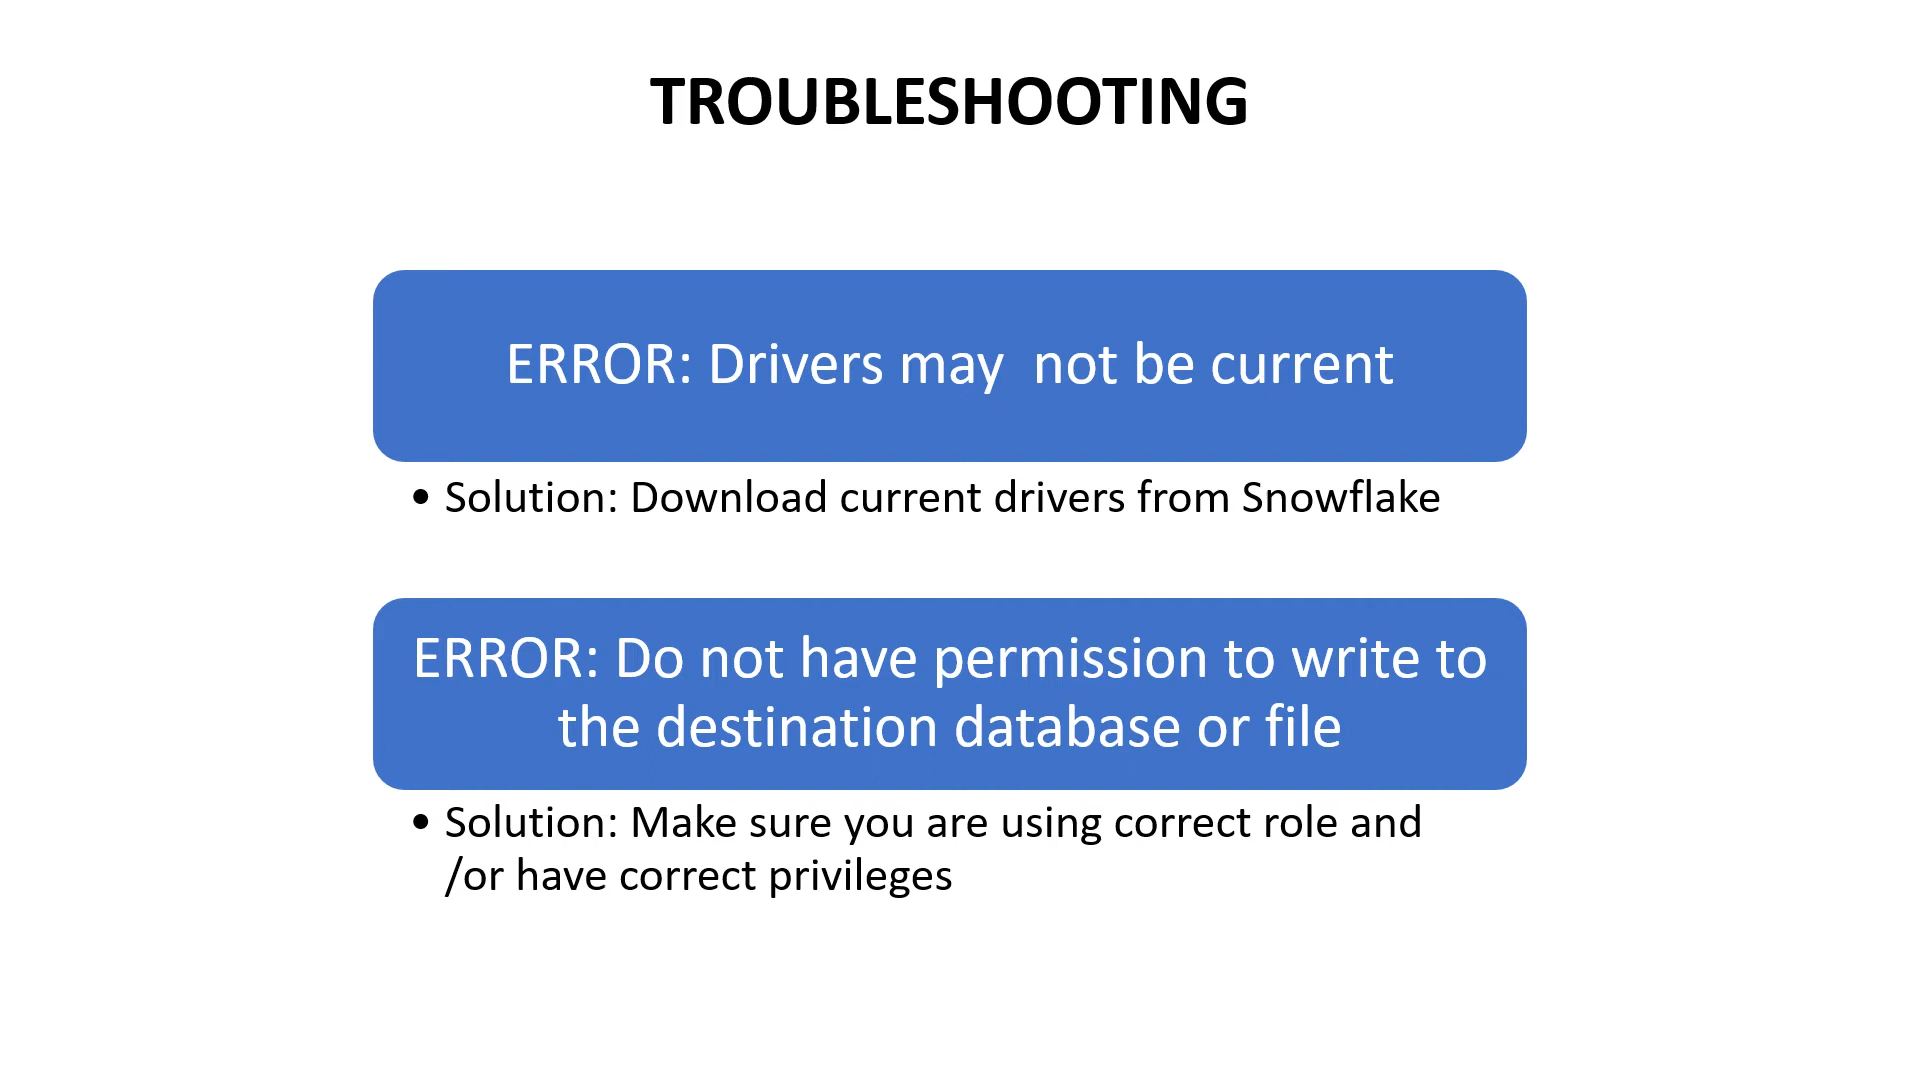 TROUBLESHOOTING
ERROR: Drivers may  not be current
• Solution: Download current drivers from Snowflake
ERROR: Do not have permission to write to
the destination database or file
• Solution: Make sure you are using correct role and
/or have correct privileges